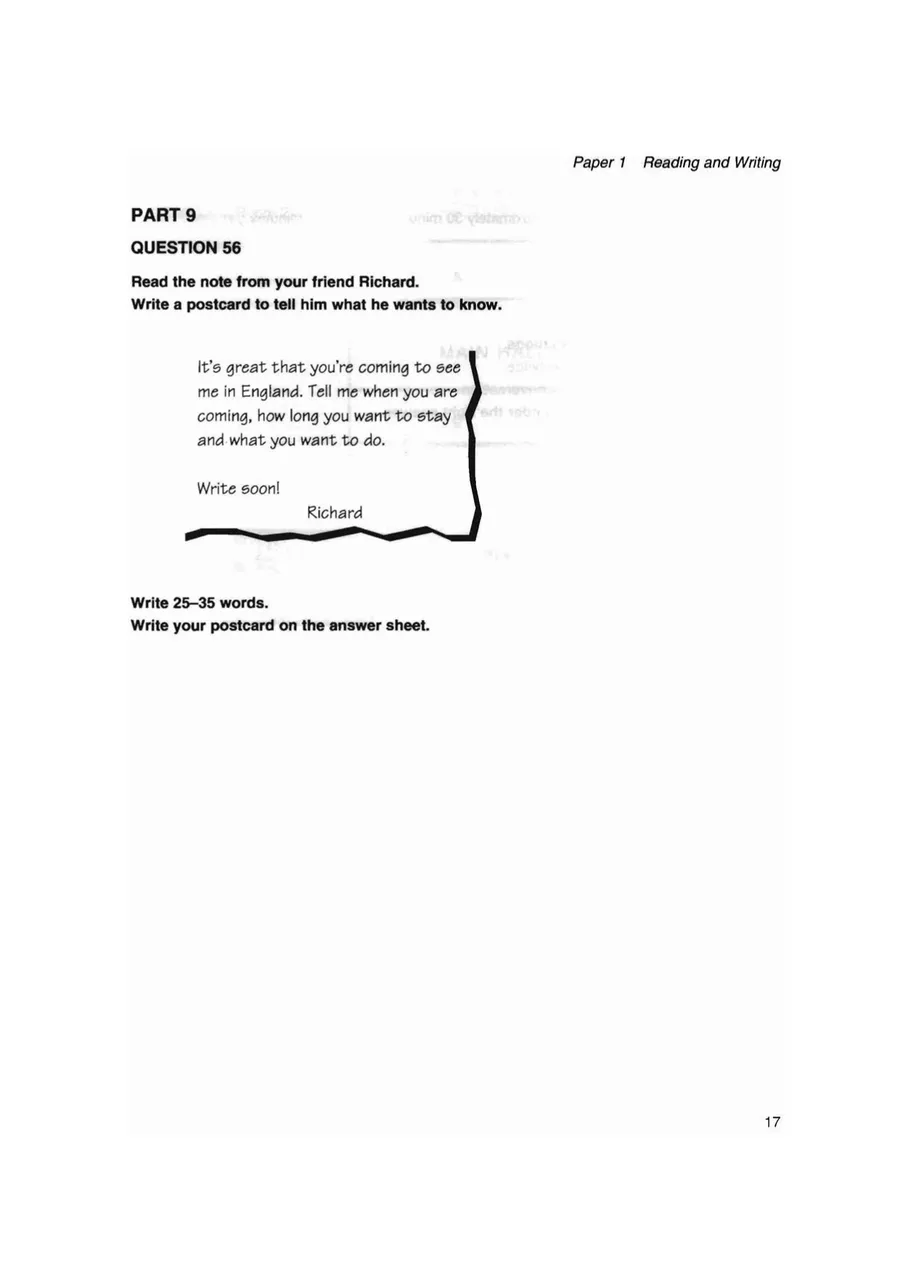 Paper 1 Reading and Writing
PART 9
QUESTION 56
Read the note from your friend Richard.
Write a postcard to tell him what he wants to know.
It's great that you're coming to see
me in England. Tell me when you are
coming, how long you want to stay
and what you want to do.
Write soon!
Richard
Write 25–35 words.
Write your postcard on the answer sheet.
17